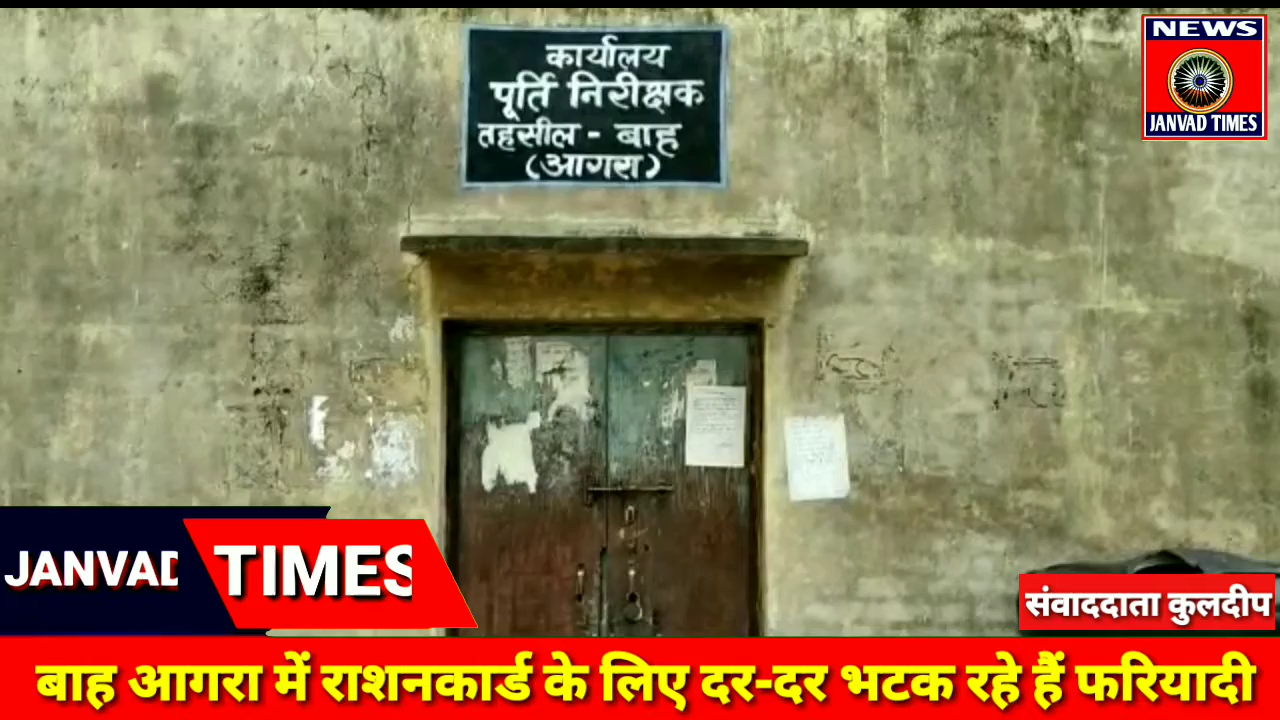 कार्यालय
पूर्ति निरीक्षक
तहसील - बाह
(आगरा)
NEWS
JANVAD TIMES
JANVAD TIMES
संवाददाता कुलदीप
बाह आगरा में राशनकार्ड के लिए दर-दर भटक रहे हैं फरियादी